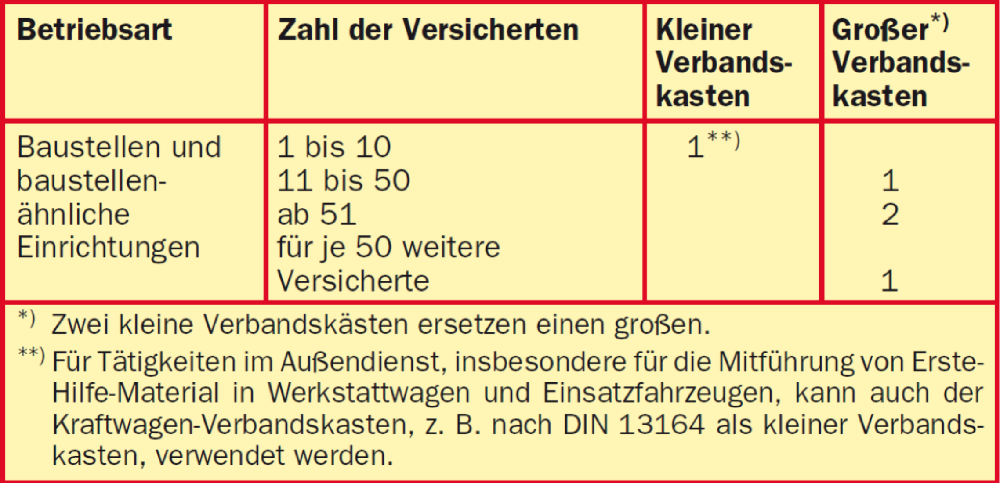 Betriebsart
Zahl der Versicherten
Kleiner
Verbands-
kasten
Großer*)
Verbands-
kasten
Baustellen und
baustellen-
ähnliche
Einrichtungen
1 bis 10
11 bis 50
ab 51
für je 50 weitere
Versicherte
1**)
1
2
1
*) Zwei kleine Verbandskästen ersetzen einen großen.
**) Für Tätigkeiten im Außendienst, insbesondere für die Mitführung von Erste-
Hilfe-Material in Werkstattwagen und Einsatzfahrzeugen, kann auch der
Kraftwagen-Verbandskasten, z. B. nach DIN 13164 als kleiner Verbands-
kasten, verwendet werden.